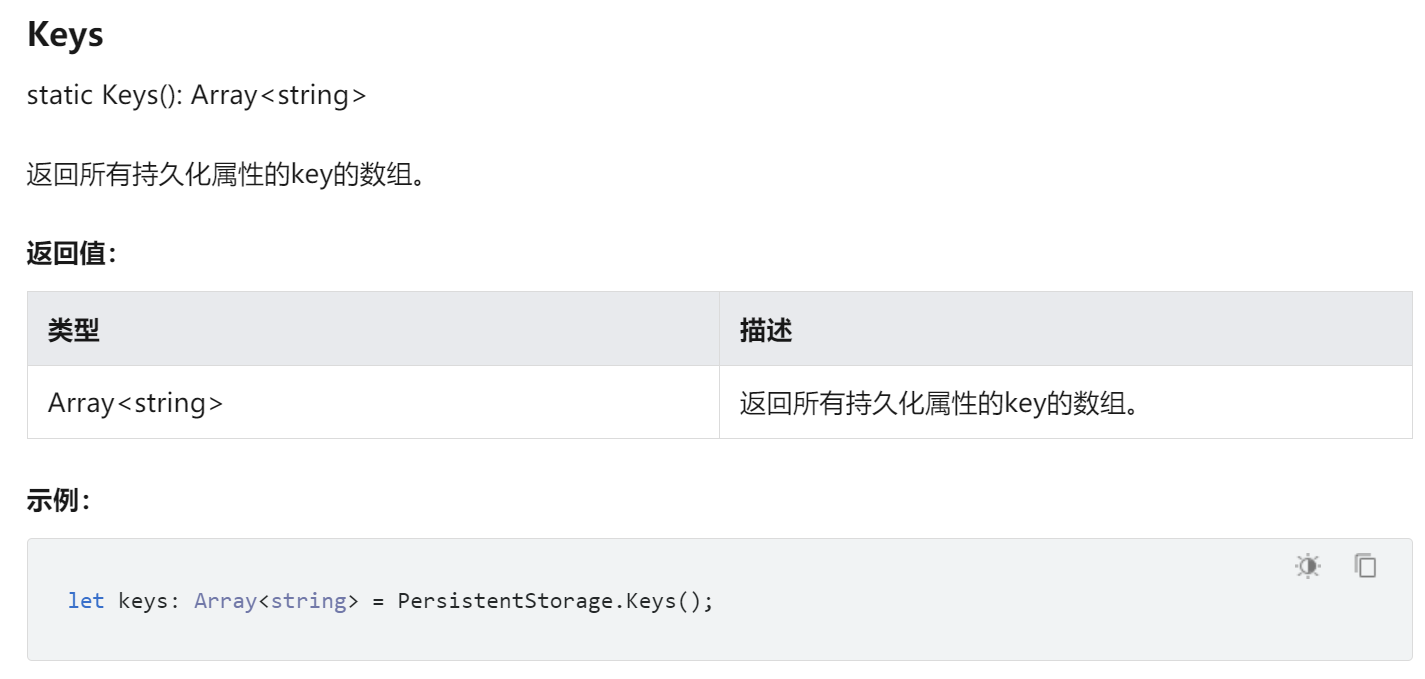 Keys
static Keys(): Array<string>
返回所有持久化属性的key的数组。
返回值：
类型 描述
Array<string> 返回所有持久化属性的key的数组。
示例：
let keys: Array<string> = PersistentStorage.Keys();